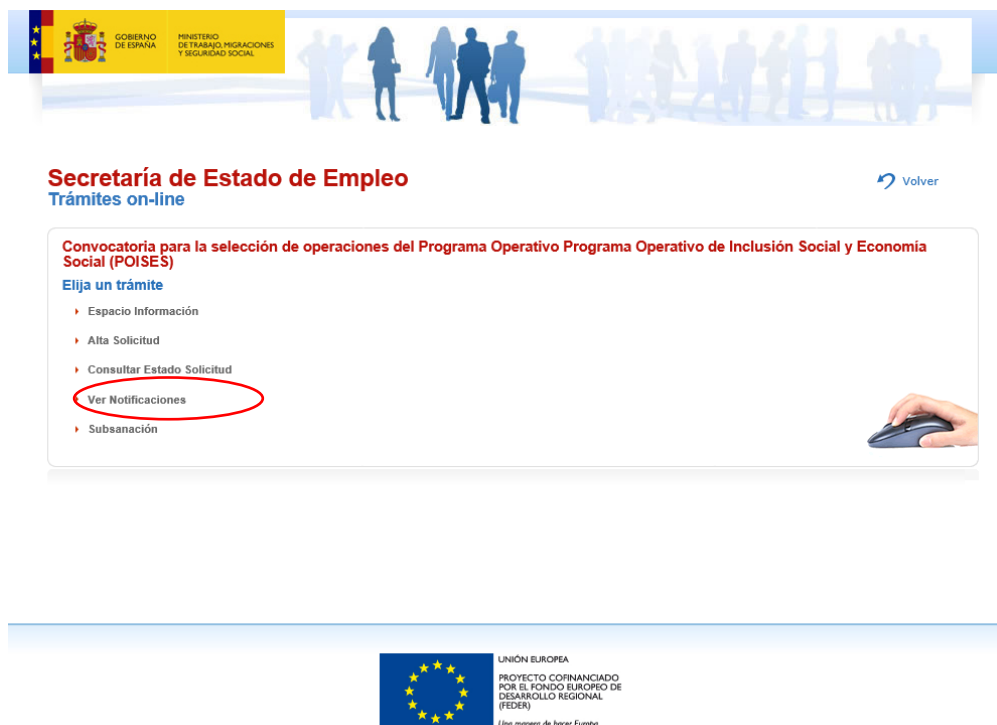 GOBIERNO
DE ESPAÑA
MINISTERIO
DE TRABAJO, MIGRACIONES
Y SEGURIDAD SOCIAL
Secretaría de Estado de Empleo
Trámites on-line
Volver
Convocatoria para la selección de operaciones del Programa Operativo Programa Operativo de Inclusión Social y Economía
Social (POISES)
Elija un trámite
Espacio Información
Alta Solicitud
Consultar Estado Solicitud
Ver Notificaciones
Subsanación
UNIÓN EUROPEA
PROYECTO COFINANCIADO
POR EL FONDO EUROPEO DE
DESARROLLO REGIONAL
(FEDER)
Una manera de hacer Europa